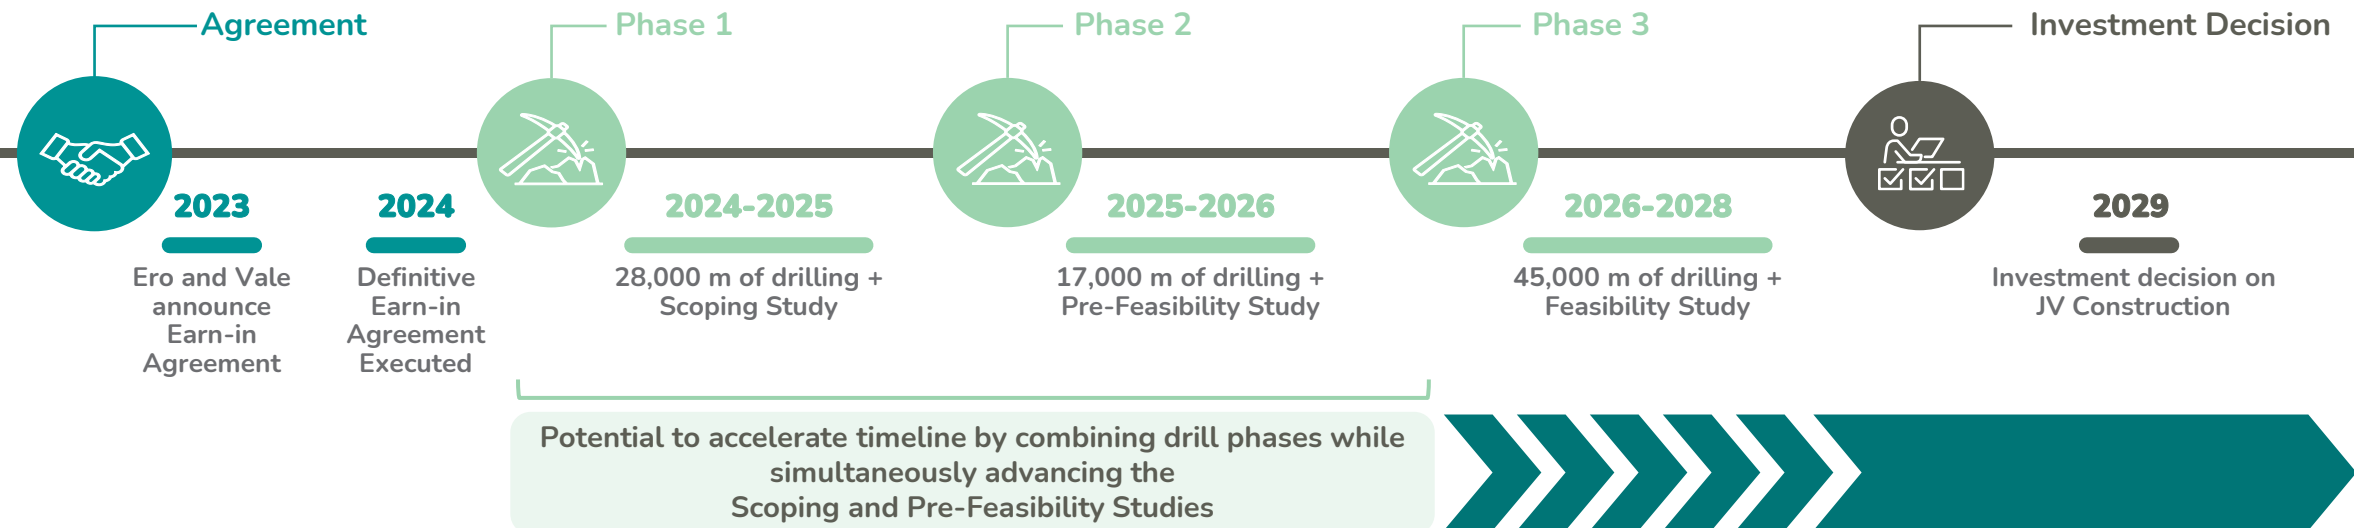 Agreement
Phase 1
Phase 2
Phase 3
Investment Decision
2023
Ero and Vale
announce
Earn-in
Agreement
2024
Definitive
Earn-in
Agreement
Executed
2024-2025
28,000 m of drilling +
Scoping Study
2025-2026
17,000 m of drilling +
Pre-Feasibility Study
2026-2028
45,000 m of drilling +
Feasibility Study
2029
Investment decision on
JV Construction
Potential to accelerate timeline by combining drill phases while
simultaneously advancing the
Scoping and Pre-Feasibility Studies